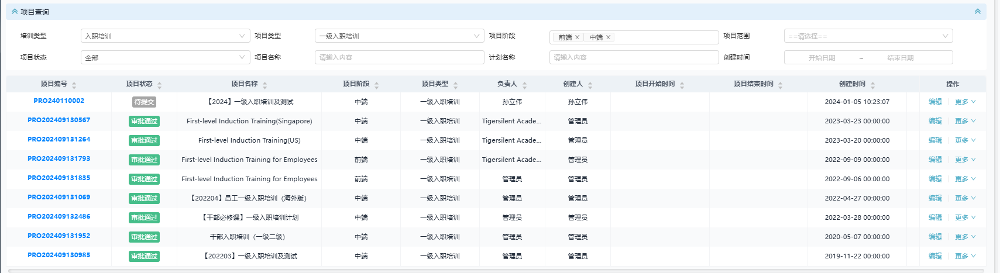 项目查询
培训类型 入职培训 项目类型 一级入职培训 项目阶段 前端 × 中端 × 项目范围 ==请选择==
项目状态 全部 项目名称 请输入内容 计划名称 请输入内容 创建时间 开始日期 ~ 结束日期
项目编号 项目状态 项目名称 项目阶段 项目类型 负责人 创建人 项目开始时间 项目结束时间 创建时间 操作
PRO240110002 待提交 【2024】一级入职培训及测试 中端 一级入职培训 孙立伟 孙立伟 2024-01-05 10:23:07 编辑 更多
PRO202409130567 审批通过 First-level Induction Training(Singapore) 中端 一级入职培训 Tigersilent Acade... 管理员 2023-03-23 00:00:00 编辑 更多
PRO202409131264 审批通过 First-level Induction Training(US) 中端 一级入职培训 Tigersilent Acade... 管理员 2023-03-20 00:00:00 编辑 更多
PRO202409131793 审批通过 First-level Induction Training for Employees 前端 一级入职培训 Tigersilent Acade... 管理员 2022-09-09 00:00:00 编辑 更多
PRO202409131835 审批通过 First-level Induction Training for Employees 前端 一级入职培训 管理员 管理员 2022-09-06 00:00:00 编辑 更多
PRO202409131069 审批通过 【202204】员工一级入职培训（海外版） 中端 一级入职培训 管理员 管理员 2022-04-27 00:00:00 编辑 更多
PRO202409132486 审批通过 【干部必修课】一级入职培训计划 中端 一级入职培训 管理员 管理员 2022-03-28 00:00:00 编辑 更多
PRO202409131952 审批通过 干部入职培训（一级二级） 中端 一级入职培训 管理员 管理员 2020-05-07 00:00:00 编辑 更多
PRO202409130985 审批通过 【202203】一级入职培训及测试 中端 一级入职培训 管理员 管理员 2019-11-22 00:00:00 编辑 更多